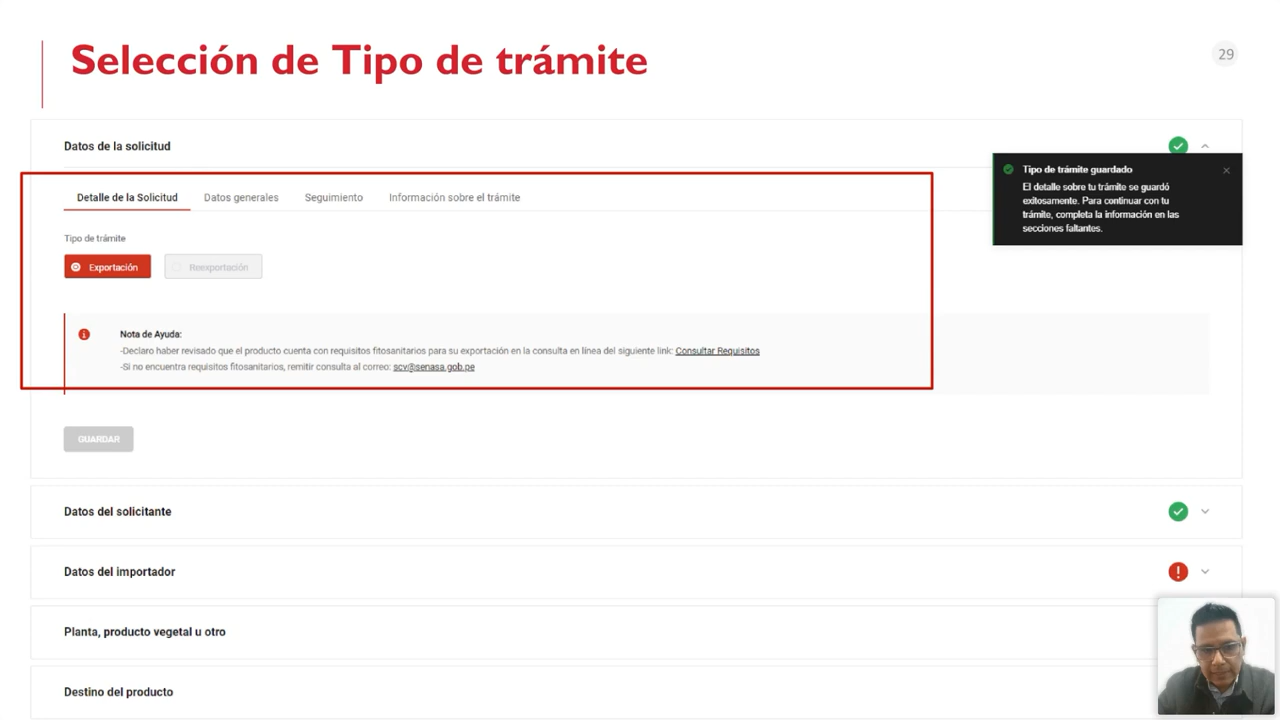 Selección de Tipo de trámite
29
Datos de la solicitud
Tipo de trámite guardado
El detalle sobre tu trámite se guardó
exitosamente. Para continuar con tu
trámite, completa la información en las
secciones faltantes.
Detalle de la Solicitud Datos generales Seguimiento Información sobre el trámite
Tipo de trámite
Exportación Reexportación
Nota de Ayuda:
-Declaro haber revisado que el producto cuenta con requisitos fitosanitarios para su exportación en la consulta en línea del siguiente link: Consultar Requisitos
-Si no encuentra requisitos fitosanitarios, remitir consulta al correo: scv@senasa.gob.pe
GUARDAR
Datos del solicitante
Datos del importador
Planta, producto vegetal u otro
Destino del producto